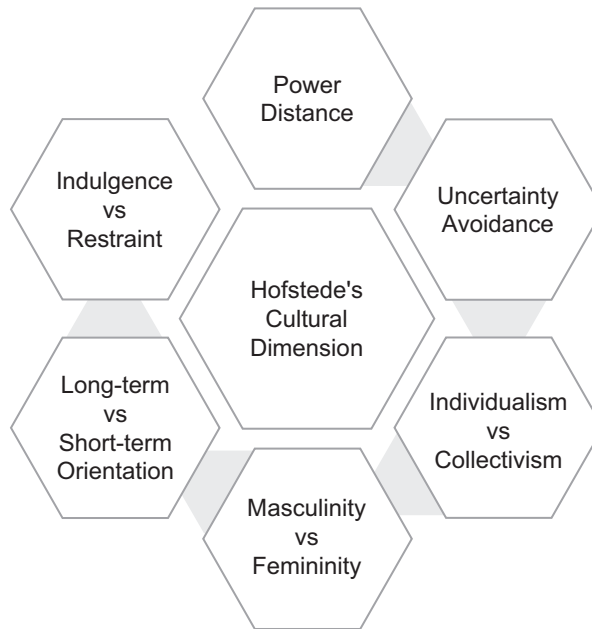 Power
Distance
Uncertainty
Avoidance
Individualism
vs
Collectivism
Masculinity
vs
Femininity
Long-term
vs
Short-term
Orientation
Indulgence
vs
Restraint
Hofstede's
Cultural
Dimension